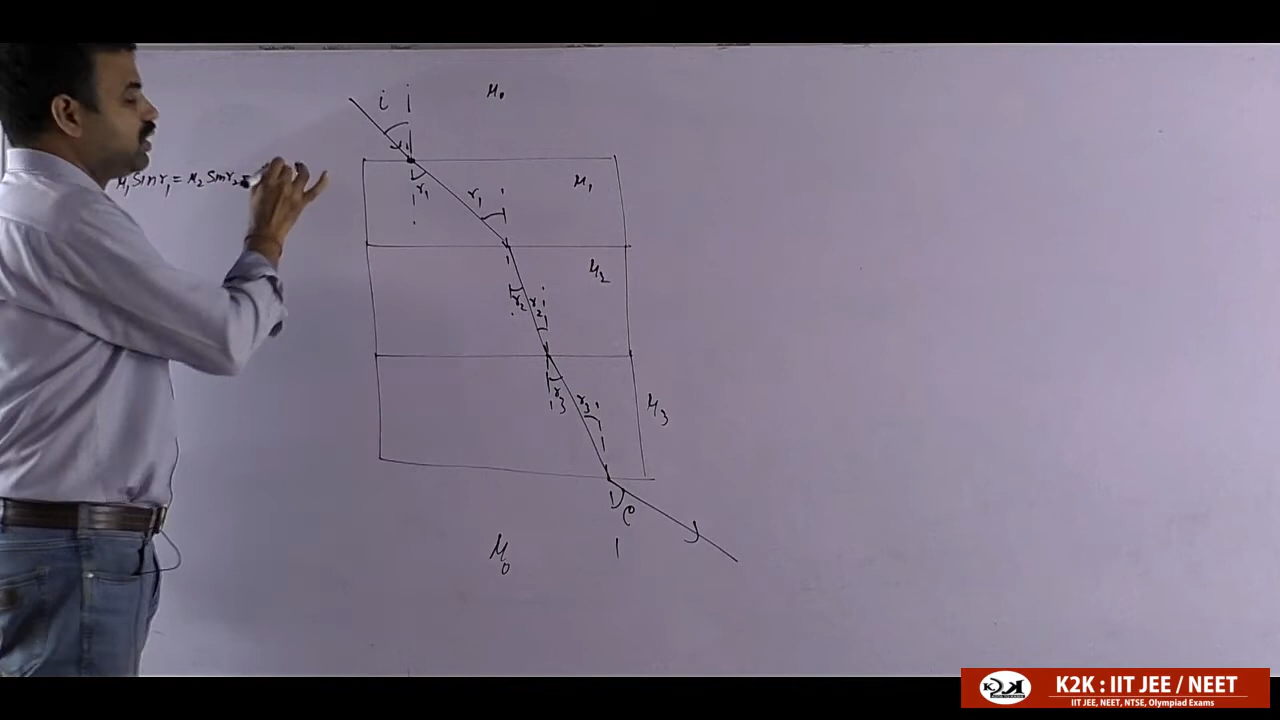 i
μ₀
μ₁ sin r₁ = μ₂ sin r₂ =
r₁
r₁
μ₁
μ₂
r₂
r₂
r₃
r₃
μ₃
e
μ₀
K2K
K2K : IIT JEE / NEET
IIT JEE, NEET, NTSE, Olympiad Exams